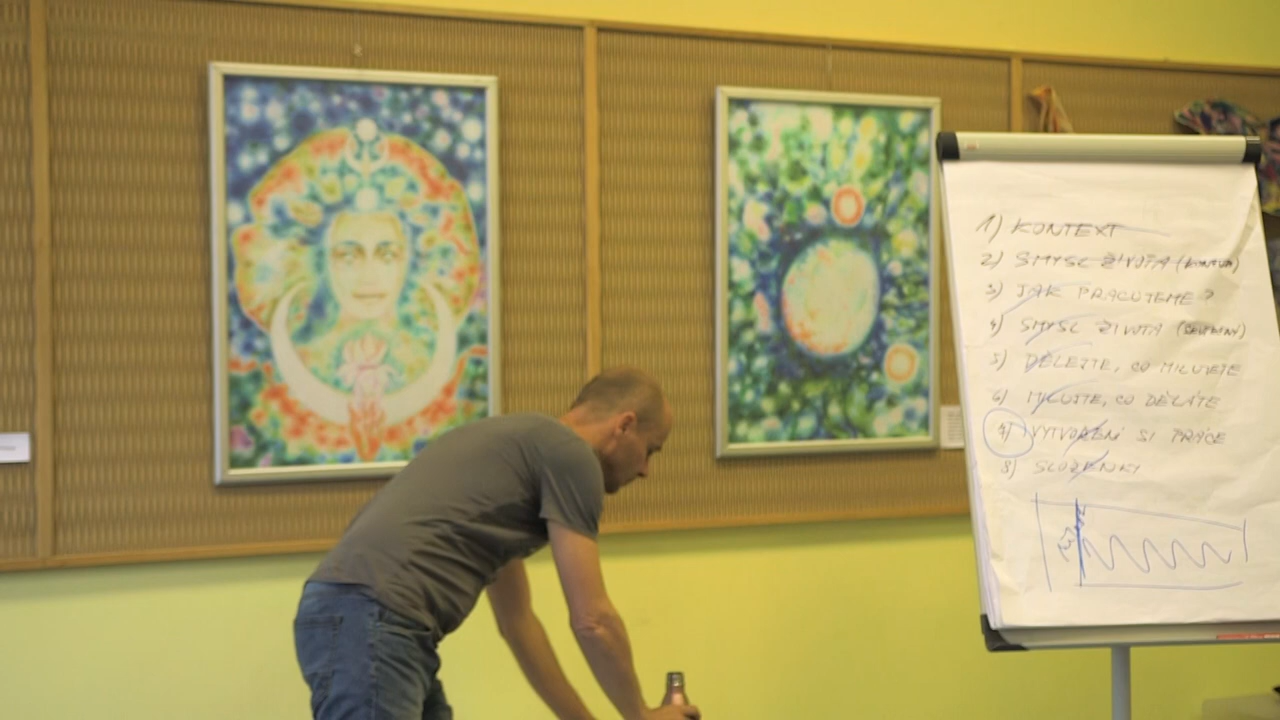 1) KONTEXT
2) SMYSL ŽIVOTA
3) JAK PRACUJEME?
4) SMYSL ŽIVOTA
5) DĚLEJTE, CO MILUJETE
6) MILUJTE, CO DĚLÁTE
7) VYTVOŘENÍ SI PRÁCE
8) SLOŽENKY